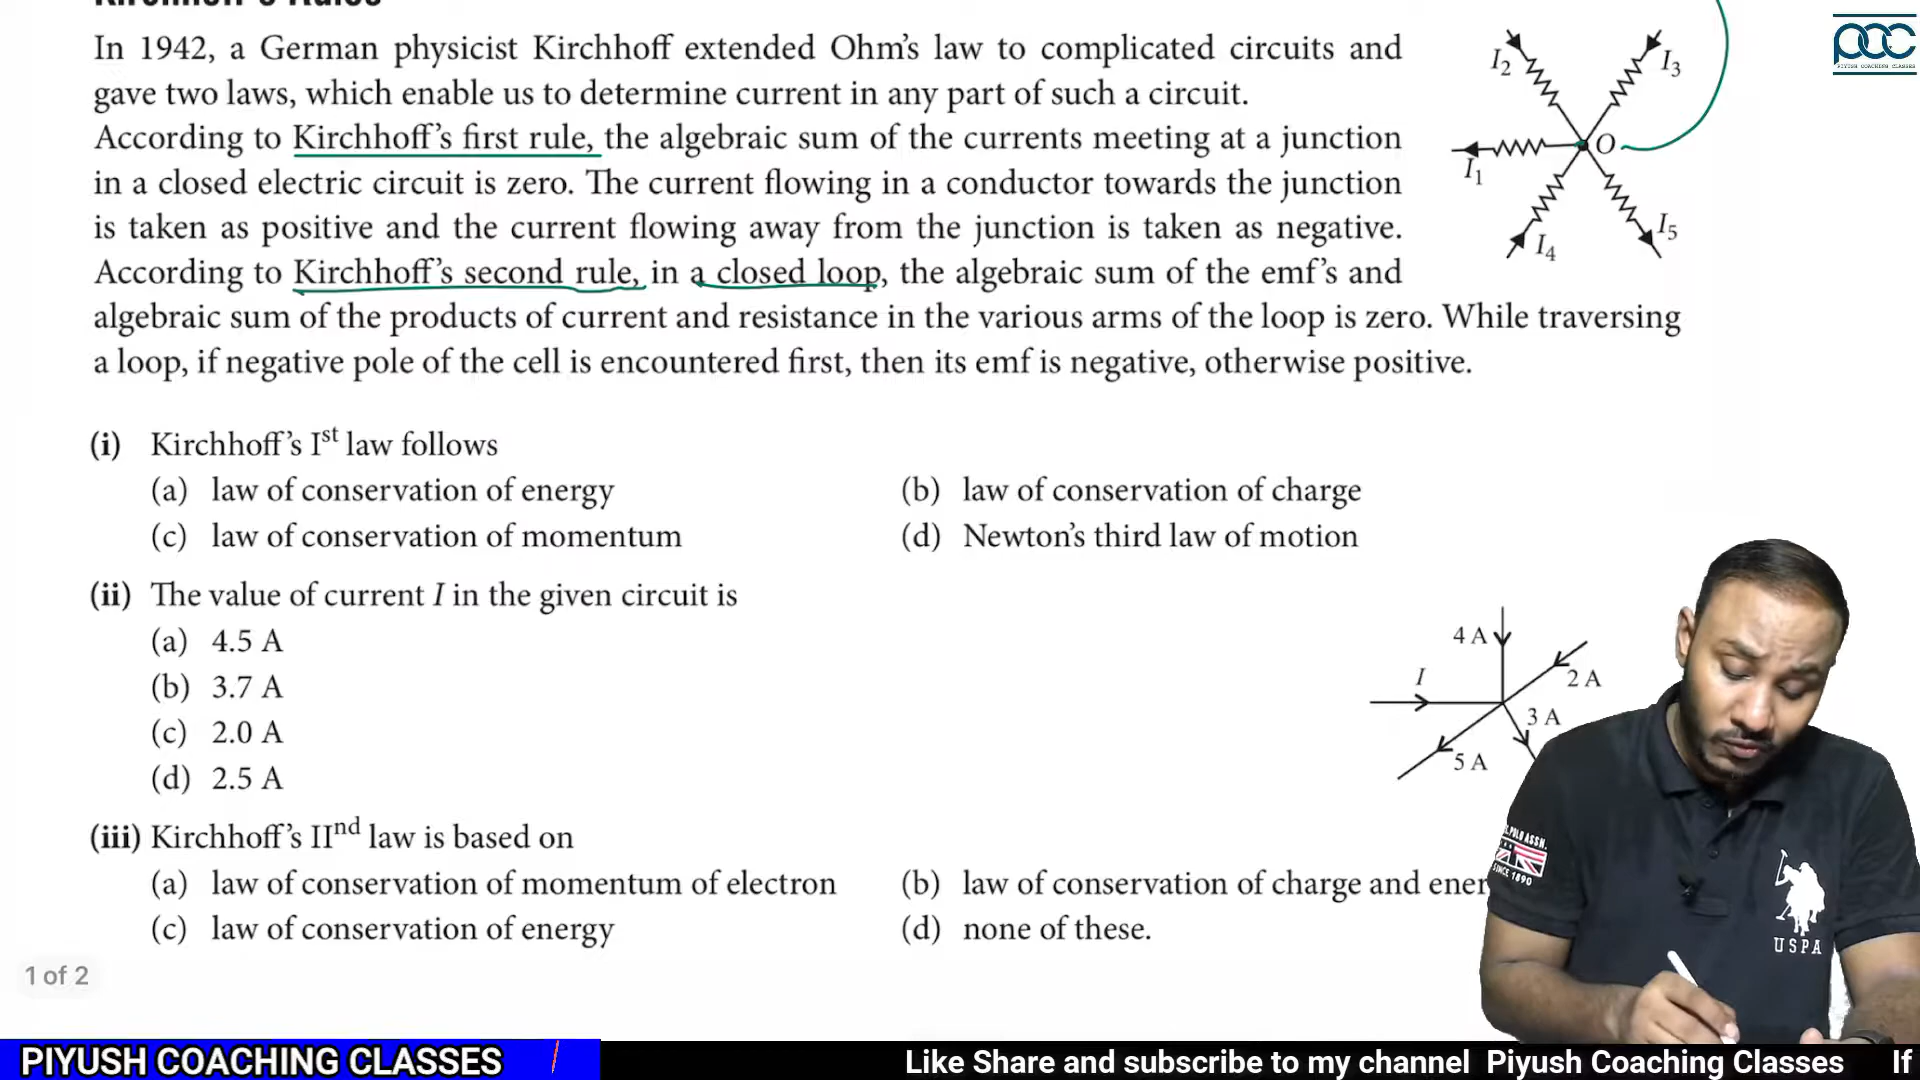 In 1942, a German physicist Kirchhoff extended Ohm's law to complicated circuits and
gave two laws, which enable us to determine current in any part of such a circuit.
According to Kirchhoff's first rule, the algebraic sum of the currents meeting at a junction
in a closed electric circuit is zero. The current flowing in a conductor towards the junction
is taken as positive and the current flowing away from the junction is taken as negative.
According to Kirchhoff's second rule, in a closed loop, the algebraic sum of the emf's and
algebraic sum of the products of current and resistance in the various arms of the loop is zero. While traversing
a loop, if negative pole of the cell is encountered first, then its emf is negative, otherwise positive.
I2
I3
O
I1
I5
I4
pcc
PIYUSH COACHING CLASSES
(i) Kirchhoff's Ist law follows
(a) law of conservation of energy (b) law of conservation of charge
(c) law of conservation of momentum (d) Newton's third law of motion
(ii) The value of current I in the given circuit is
(a) 4.5 A
(b) 3.7 A
(c) 2.0 A
(d) 2.5 A
4 A
2 A
I
3 A
5 A
(iii) Kirchhoff's IInd law is based on
(a) law of conservation of momentum of electron (b) law of conservation of charge and ener
(c) law of conservation of energy (d) none of these.
1 of 2
POLO ASSN.
SINCE 1890
USPA
PIYUSH COACHING CLASSES
Like Share and subscribe to my channel Piyush Coaching Classes If